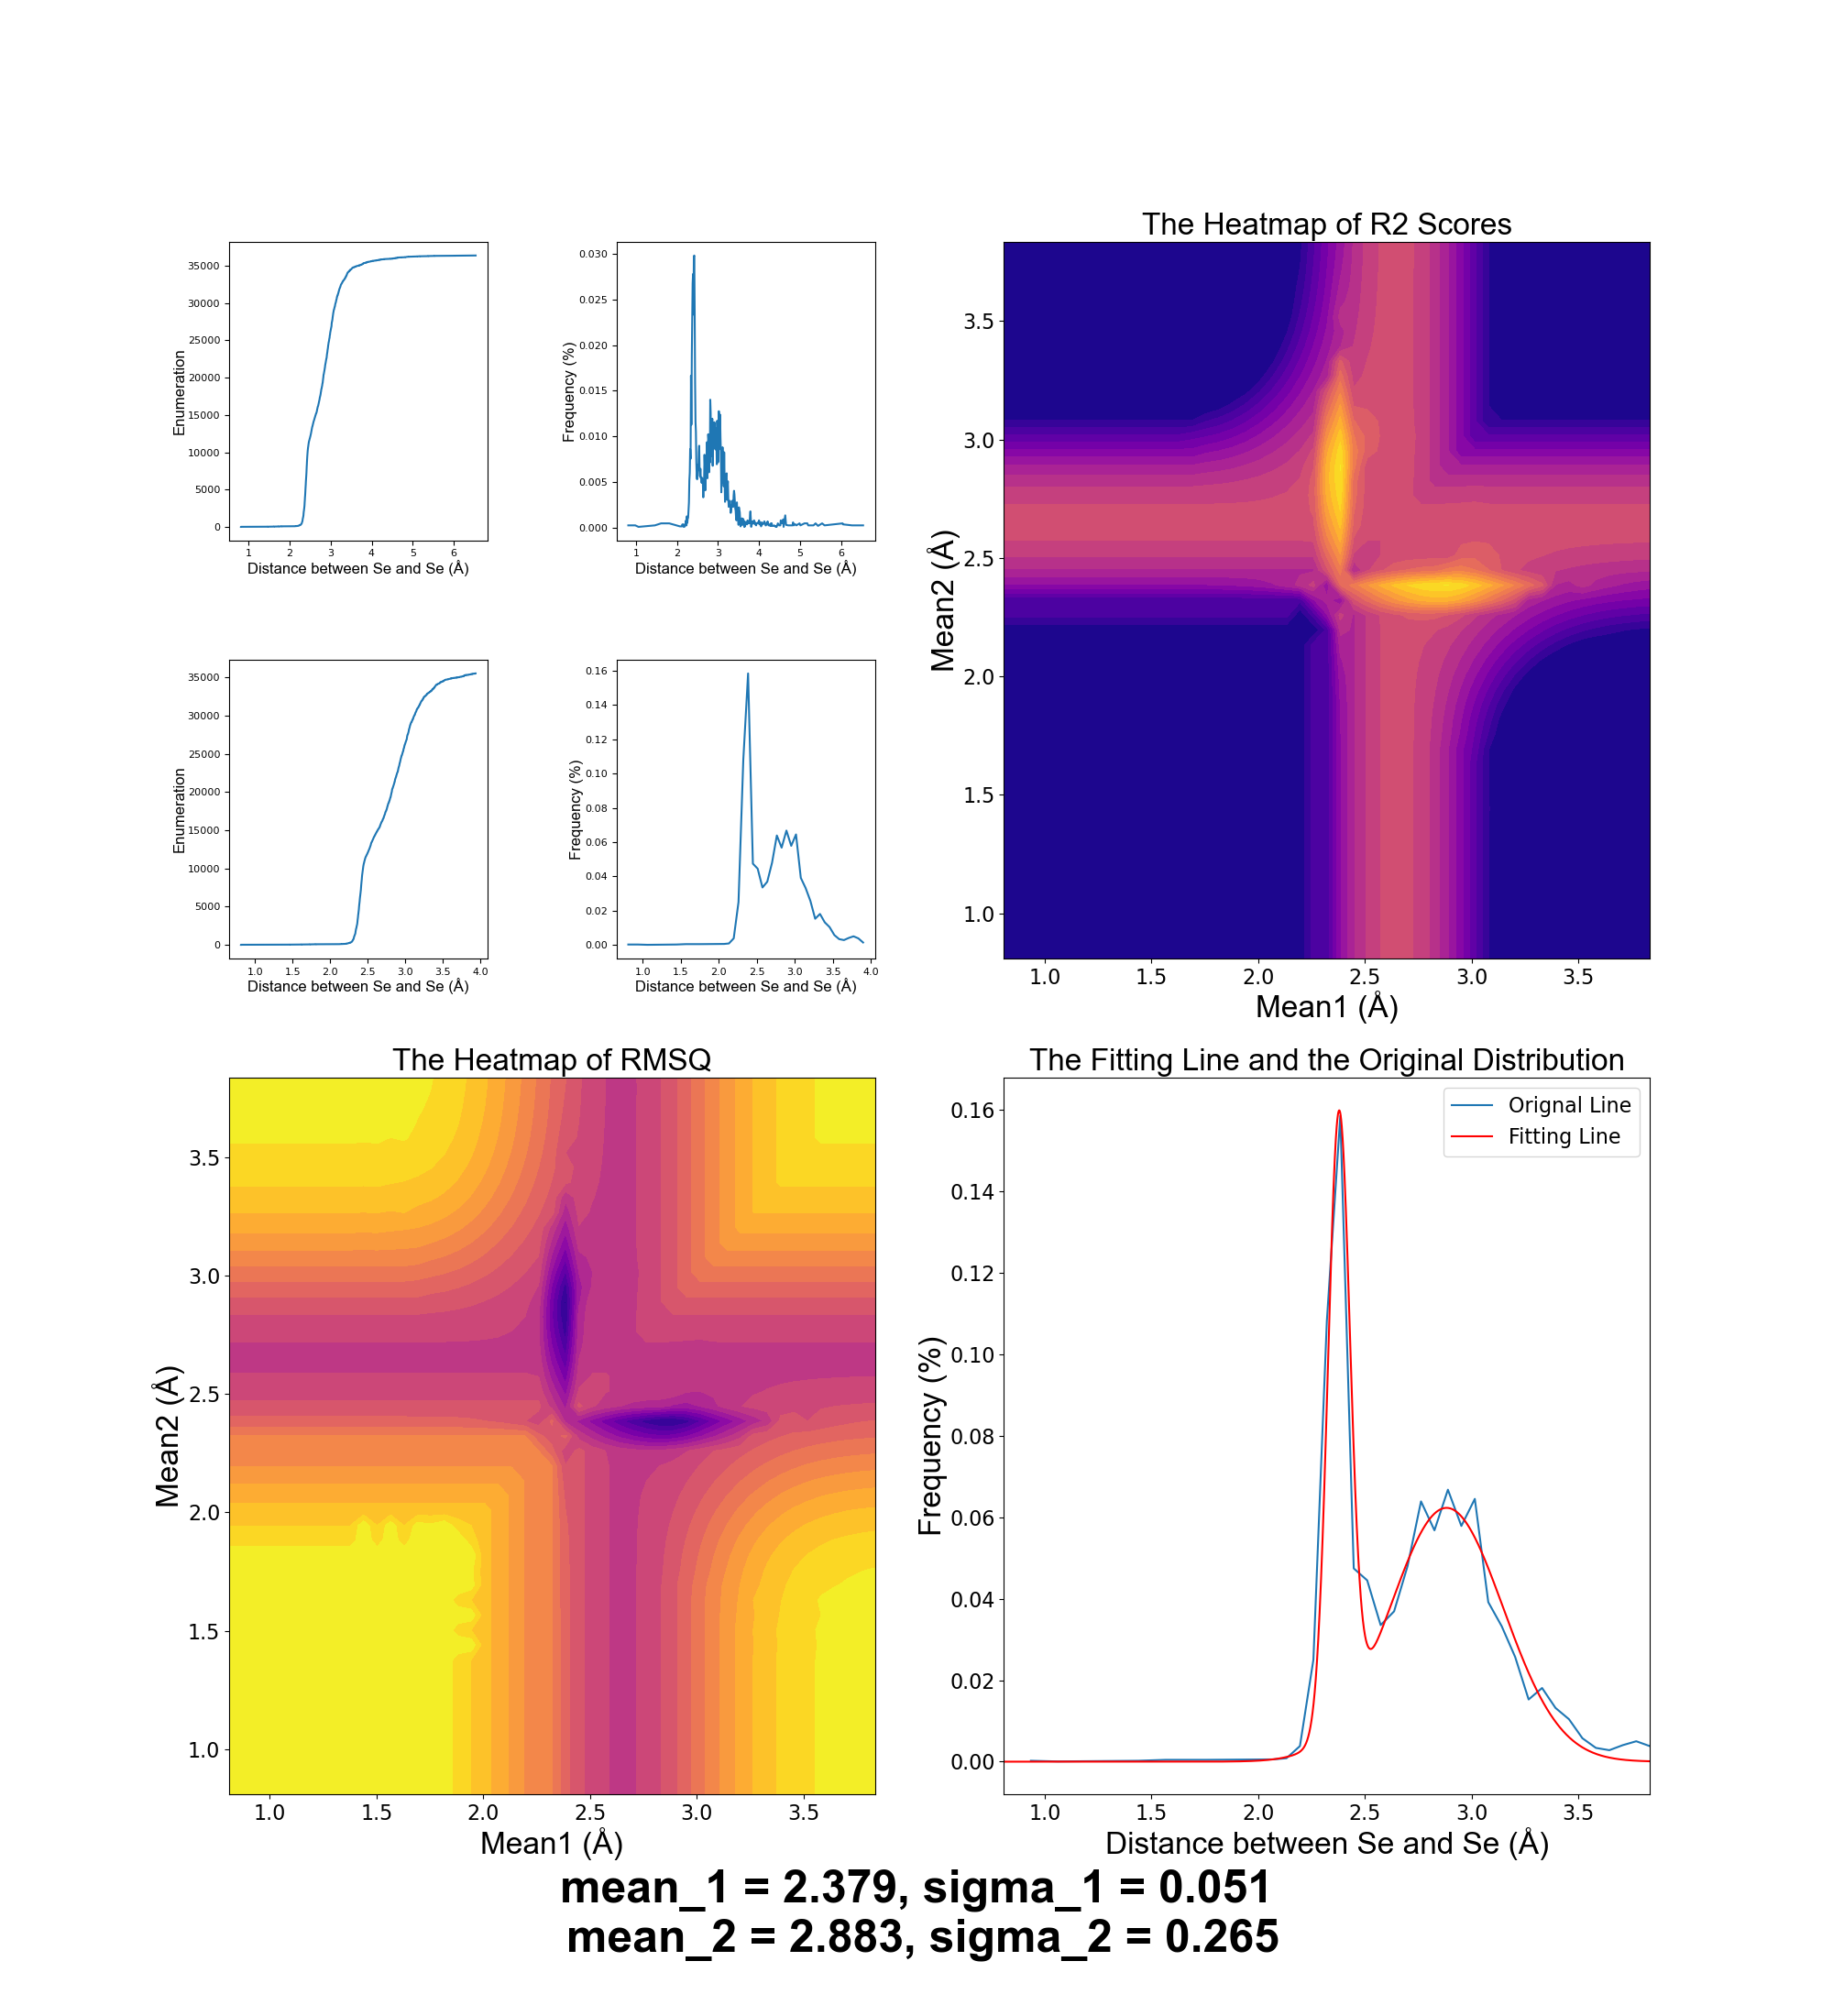 The Heatmap of R2 Scores
35000
30000
25000
20000
15000
10000
5000
0
Enumeration
1 2 3 4 5 6
Distance between Se and Se (Å)
0.030
0.025
0.020
0.015
0.010
0.005
0.000
Frequency (%)
1 2 3 4 5 6
Distance between Se and Se (Å)
3.5
3.0
2.5
2.0
1.5
1.0
Mean2 (Å)
1.0 1.5 2.0 2.5 3.0 3.5
Mean1 (Å)
35000
30000
25000
20000
15000
10000
5000
0
Enumeration
1.0 1.5 2.0 2.5 3.0 3.5 4.0
Distance between Se and Se (Å)
0.16
0.14
0.12
0.10
0.08
0.06
0.04
0.02
0.00
Frequency (%)
1.0 1.5 2.0 2.5 3.0 3.5 4.0
Distance between Se and Se (Å)
The Heatmap of RMSQ
3.5
3.0
2.5
2.0
1.5
1.0
Mean2 (Å)
1.0 1.5 2.0 2.5 3.0 3.5
Mean1 (Å)
The Fitting Line and the Original Distribution
Orignal Line
Fitting Line
0.16
0.14
0.12
0.10
0.08
0.06
0.04
0.02
0.00
Frequency (%)
1.0 1.5 2.0 2.5 3.0 3.5
Distance between Se and Se (Å)
mean_1 = 2.379, sigma_1 = 0.051
mean_2 = 2.883, sigma_2 = 0.265